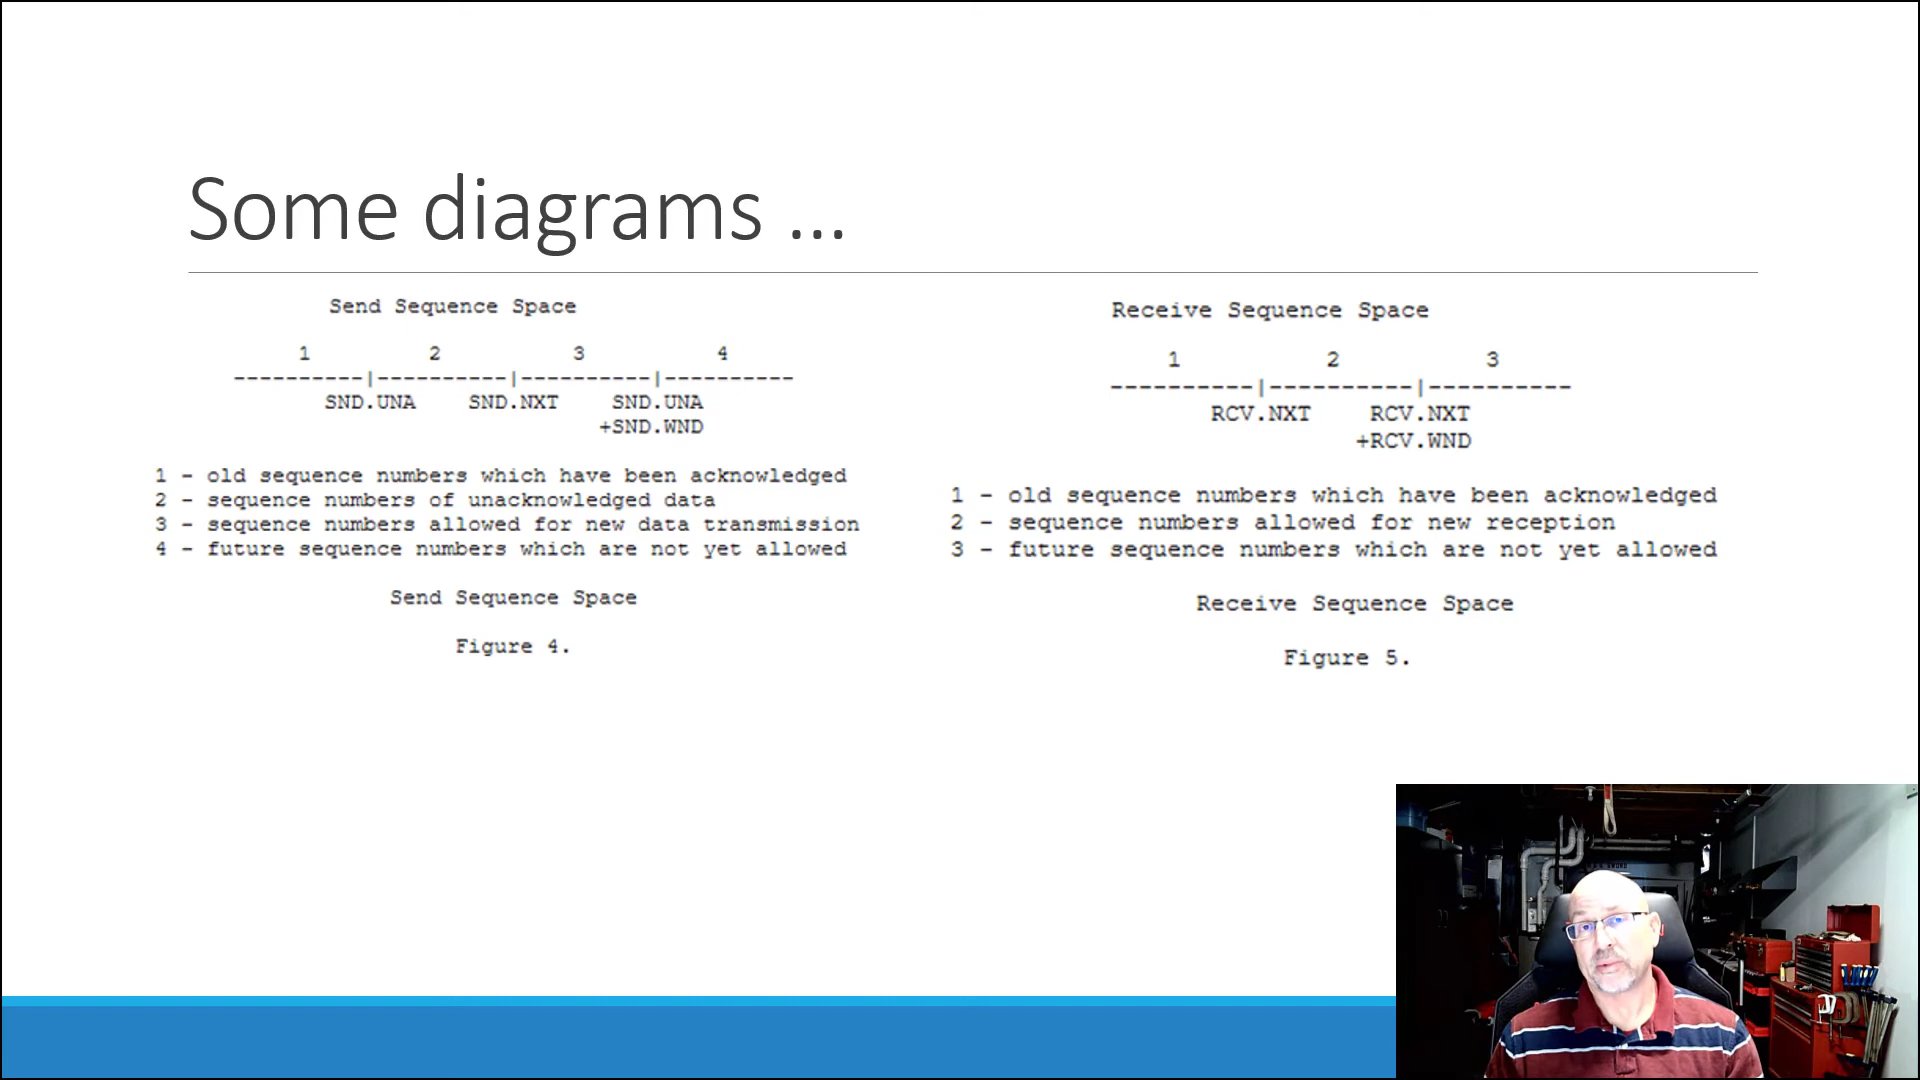 Some diagrams ...
Send Sequence Space
1 2 3 4
----------|----------|----------|----------
SND.UNA SND.NXT SND.UNA
+SND.WND
1 - old sequence numbers which have been acknowledged
2 - sequence numbers of unacknowledged data
3 - sequence numbers allowed for new data transmission
4 - future sequence numbers which are not yet allowed
Send Sequence Space
Figure 4.
Receive Sequence Space
1 2 3
----------|----------|----------
RCV.NXT RCV.NXT
+RCV.WND
1 - old sequence numbers which have been acknowledged
2 - sequence numbers allowed for new reception
3 - future sequence numbers which are not yet allowed
Receive Sequence Space
Figure 5.